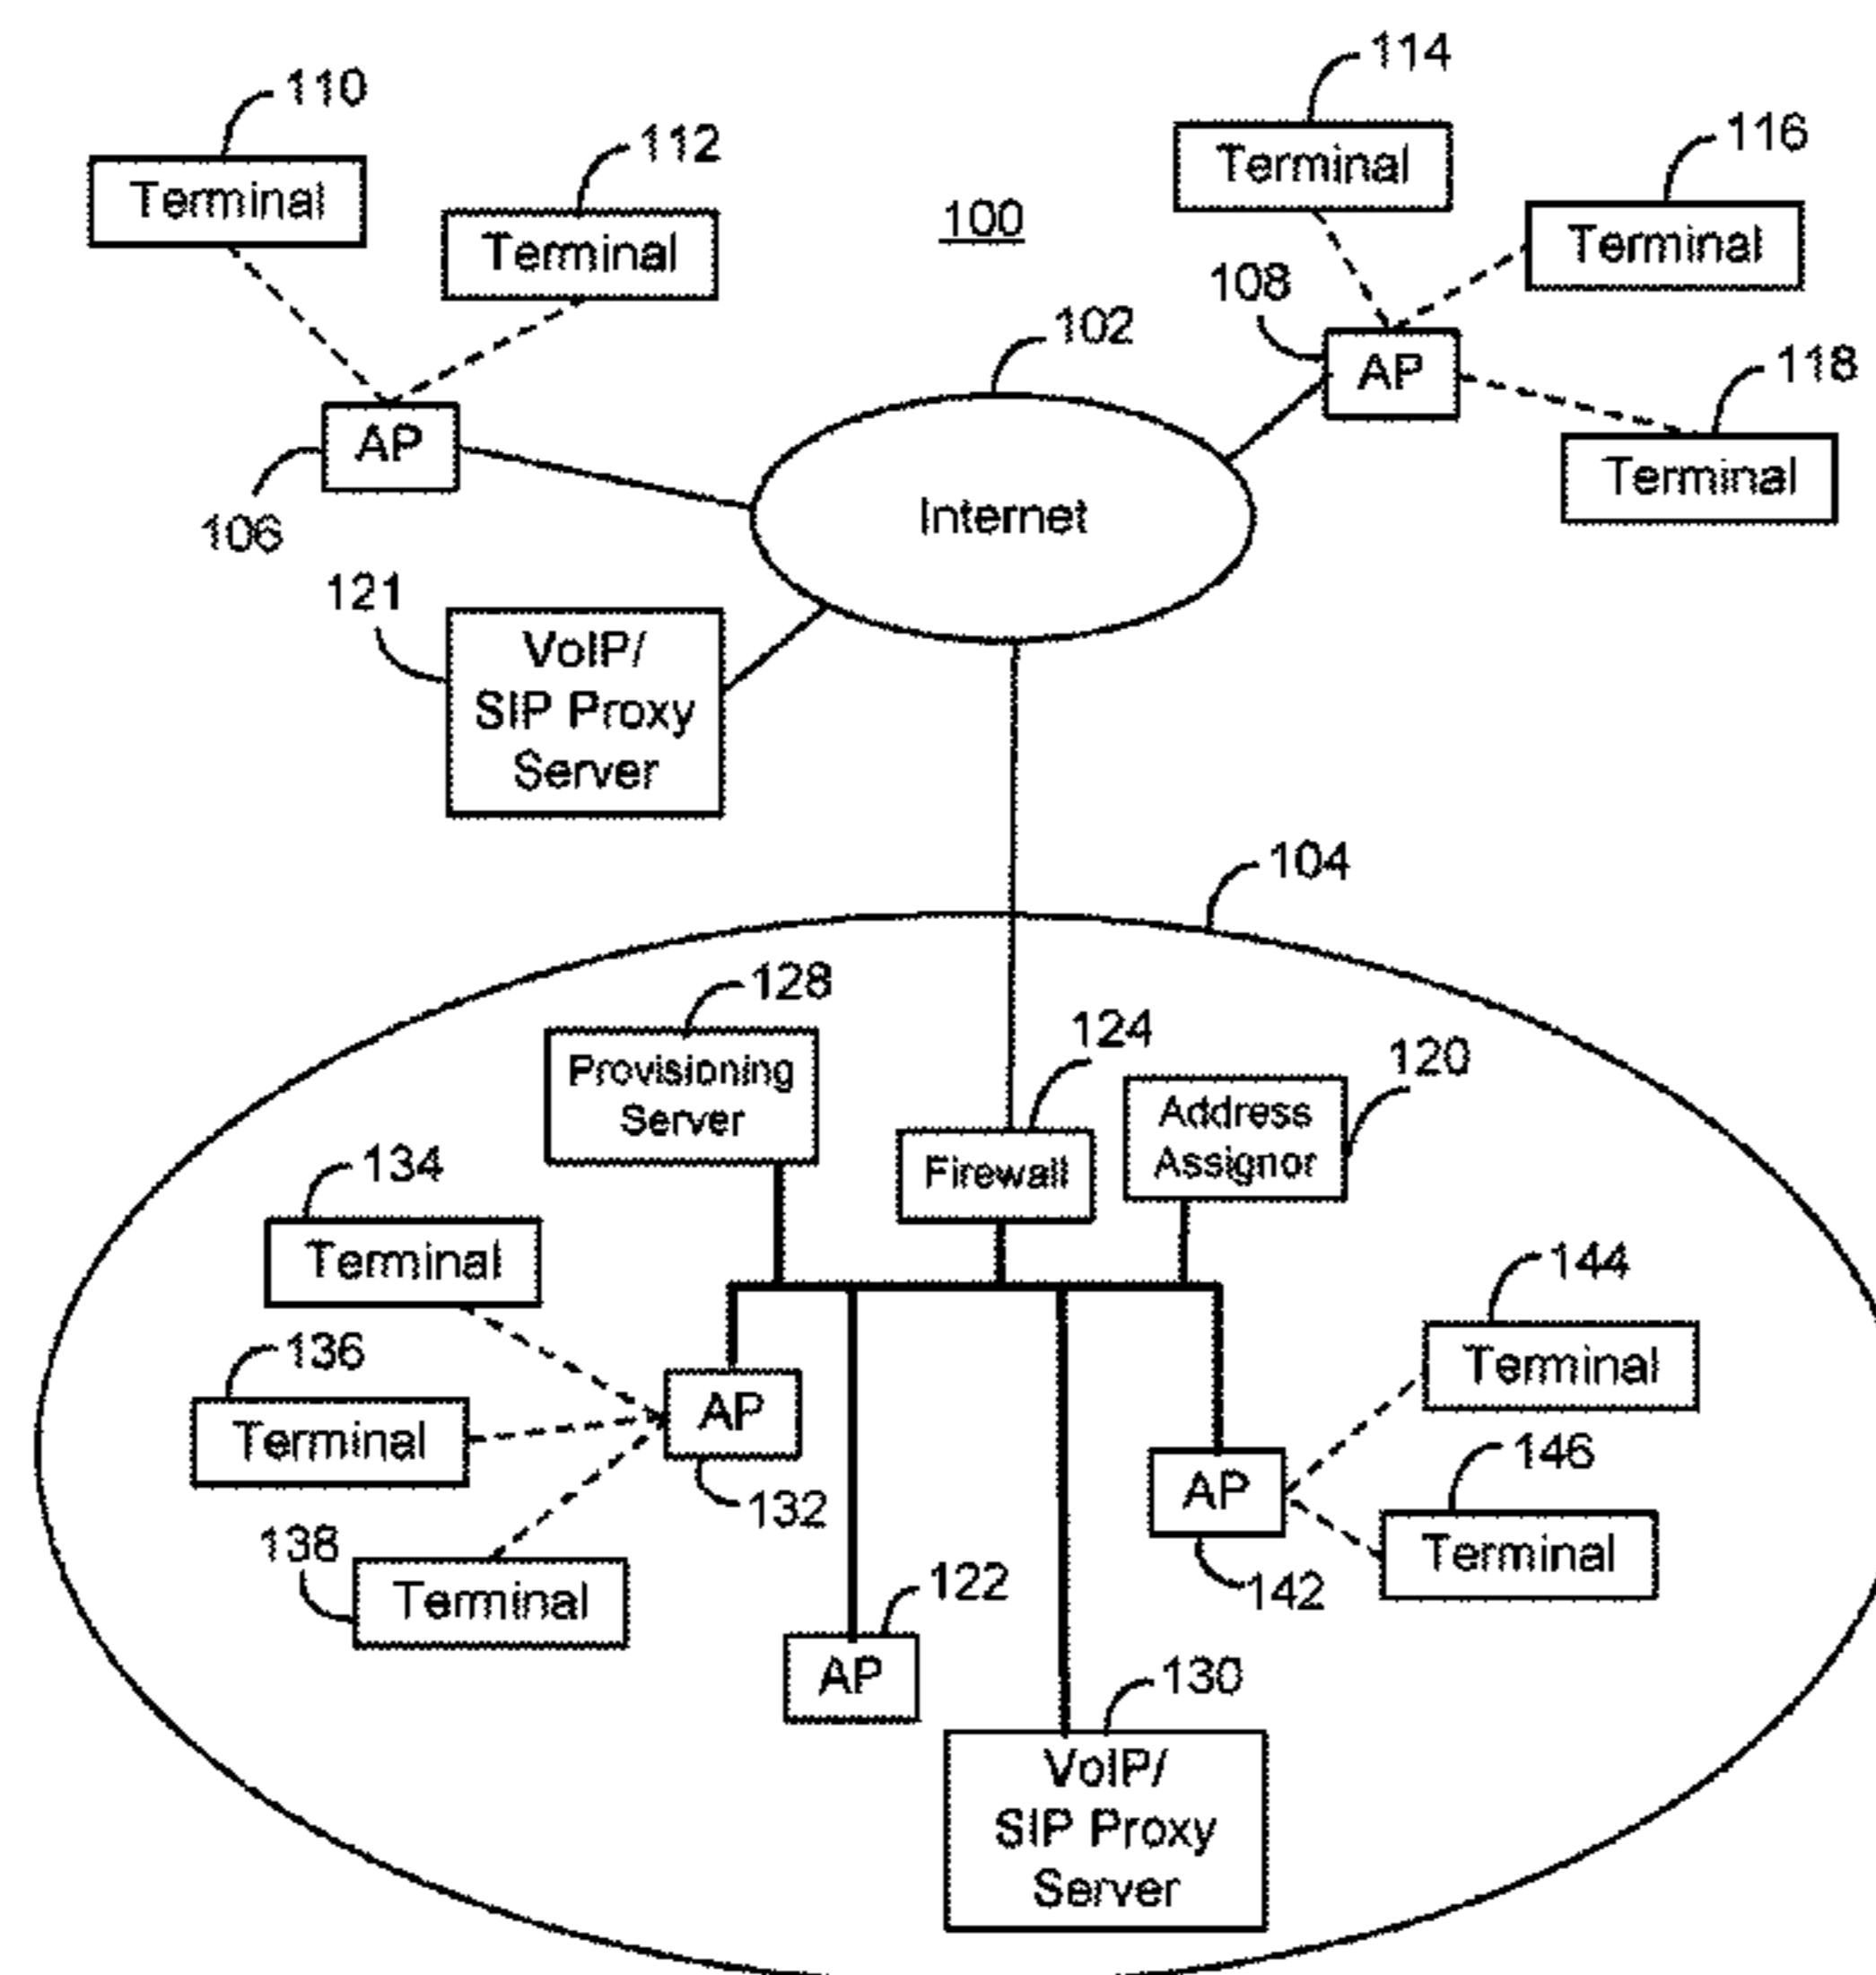 110
Terminal
112
Terminal
100
114
Terminal
116
Terminal
108
AP
118
Terminal
102
Internet
AP
106
121
VoIP/
SIP Proxy
Server
104
128
Provisioning
Server
124
Firewall
120
Address
Assignor
134
Terminal
136
Terminal
138
Terminal
AP
132
122
AP
130
VoIP/
SIP Proxy
Server
AP
142
144
Terminal
146
Terminal